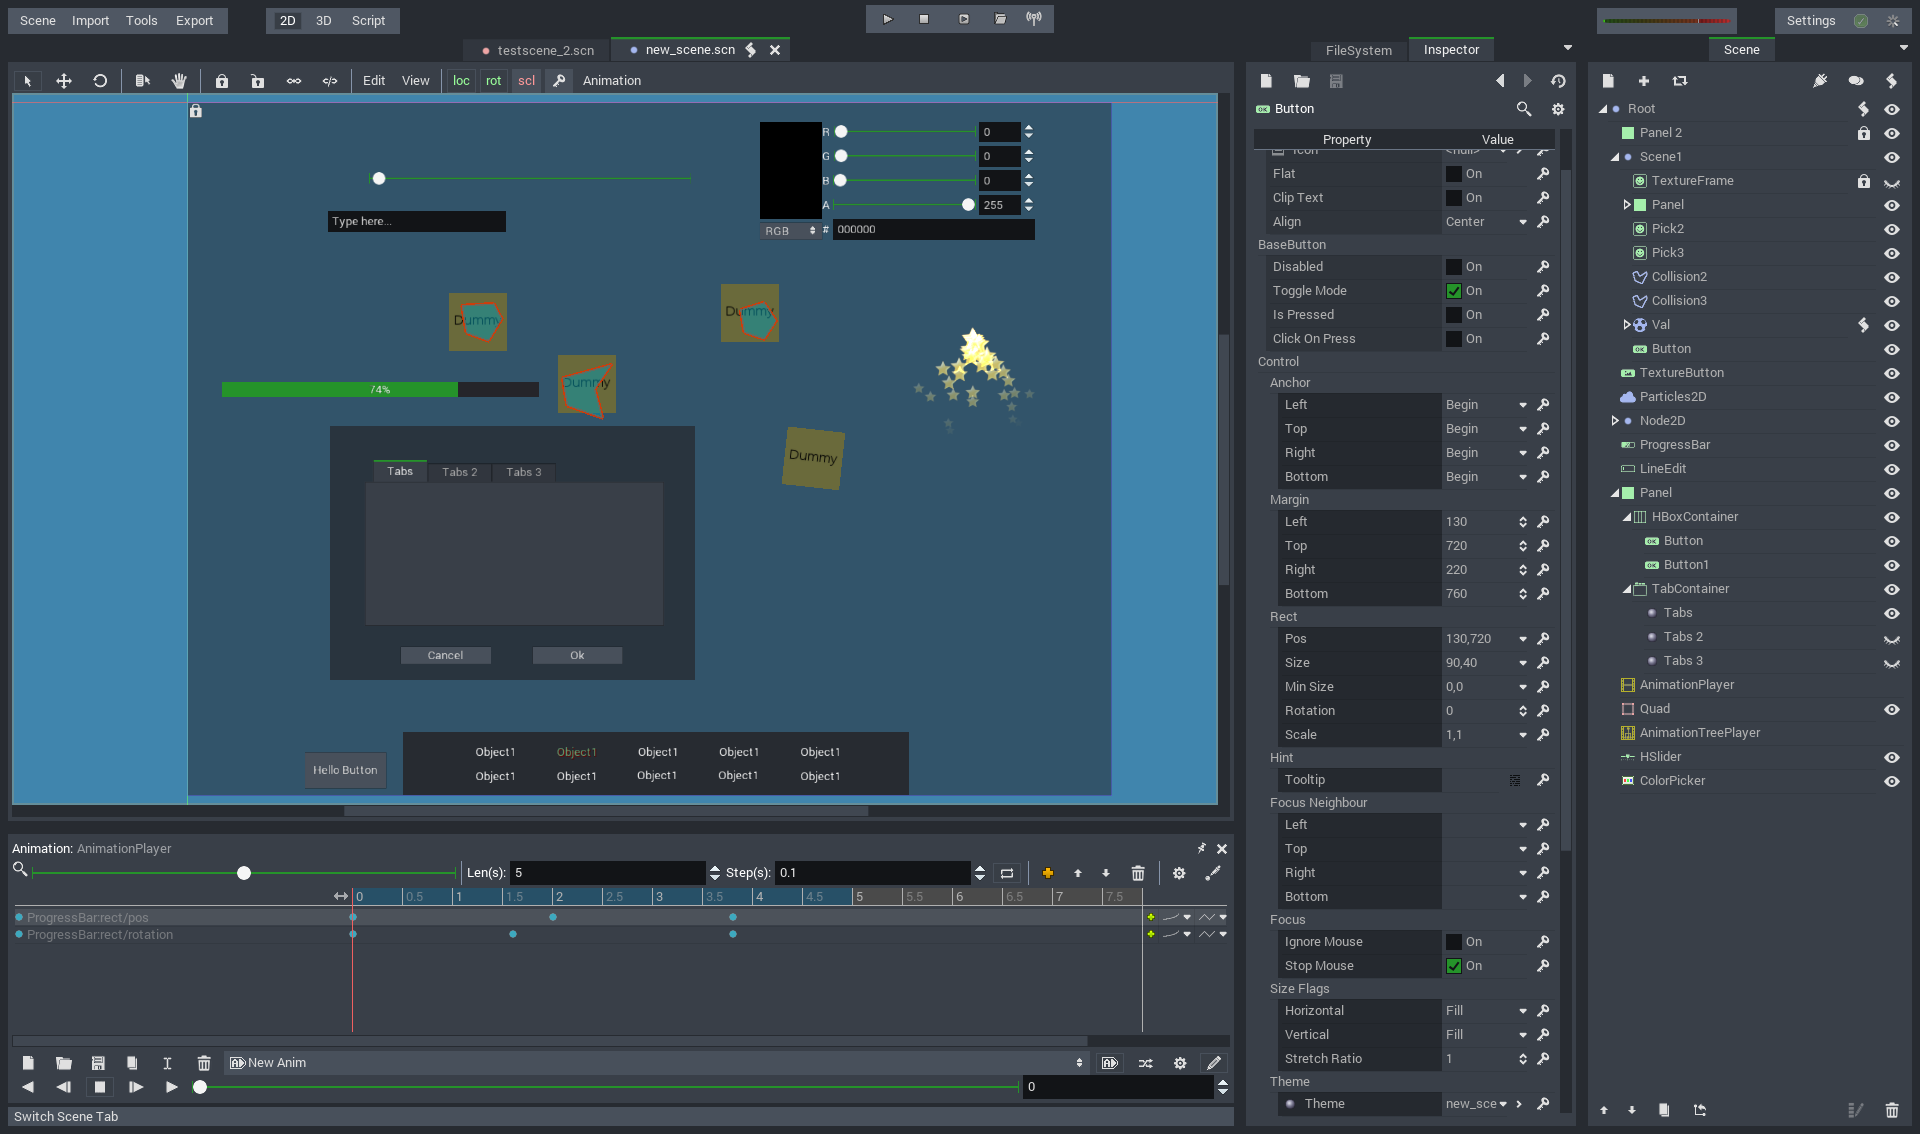 Scene Import Tools Export 2D 3D Script Settings
testscene_2.scn new_scene.scn FileSystem Inspector Scene
Edit View loc rot scl Animation
Button
Property Value
Icon <null>
Flat On
Clip Text On
Align Center
BaseButton
Disabled On
Toggle Mode On
Is Pressed On
Click On Press On
Control
Anchor
Left Begin
Top Begin
Right Begin
Bottom Begin
Margin
Left 130
Top 720
Right 220
Bottom 760
Rect
Pos 130,720
Size 90,40
Min Size 0,0
Rotation 0
Scale 1,1
Hint
Tooltip
Focus Neighbour
Left
Top
Right
Bottom
Focus
Ignore Mouse On
Stop Mouse On
Size Flags
Horizontal Fill
Vertical Fill
Stretch Ratio 1
Theme
Theme new_sce
Root
Panel 2
Scene1
TextureFrame
Panel
Pick2
Pick3
Collision2
Collision3
Val
Button
TextureButton
Particles2D
Node2D
ProgressBar
LineEdit
Panel
HBoxContainer
Button
Button1
TabContainer
Tabs
Tabs 2
Tabs 3
AnimationPlayer
Quad
AnimationTreePlayer
HSlider
ColorPicker
R 0
G 0
B 0
A 255
RGB # 000000
Type here...
Dummy
Dummy
Dummy
Dummy
74%
Tabs Tabs 2 Tabs 3
Cancel Ok
Hello Button
Object1 Object1 Object1 Object1 Object1
Object1 Object1 Object1 Object1 Object1
Animation: AnimationPlayer
Len(s): 5 Step(s): 0.1
0 0.5 1 1.5 2 2.5 3 3.5 4 4.5 5 5.5 6 6.5 7 7.5
ProgressBar:rect/pos
ProgressBar:rect/rotation
New Anim
0
Switch Scene Tab